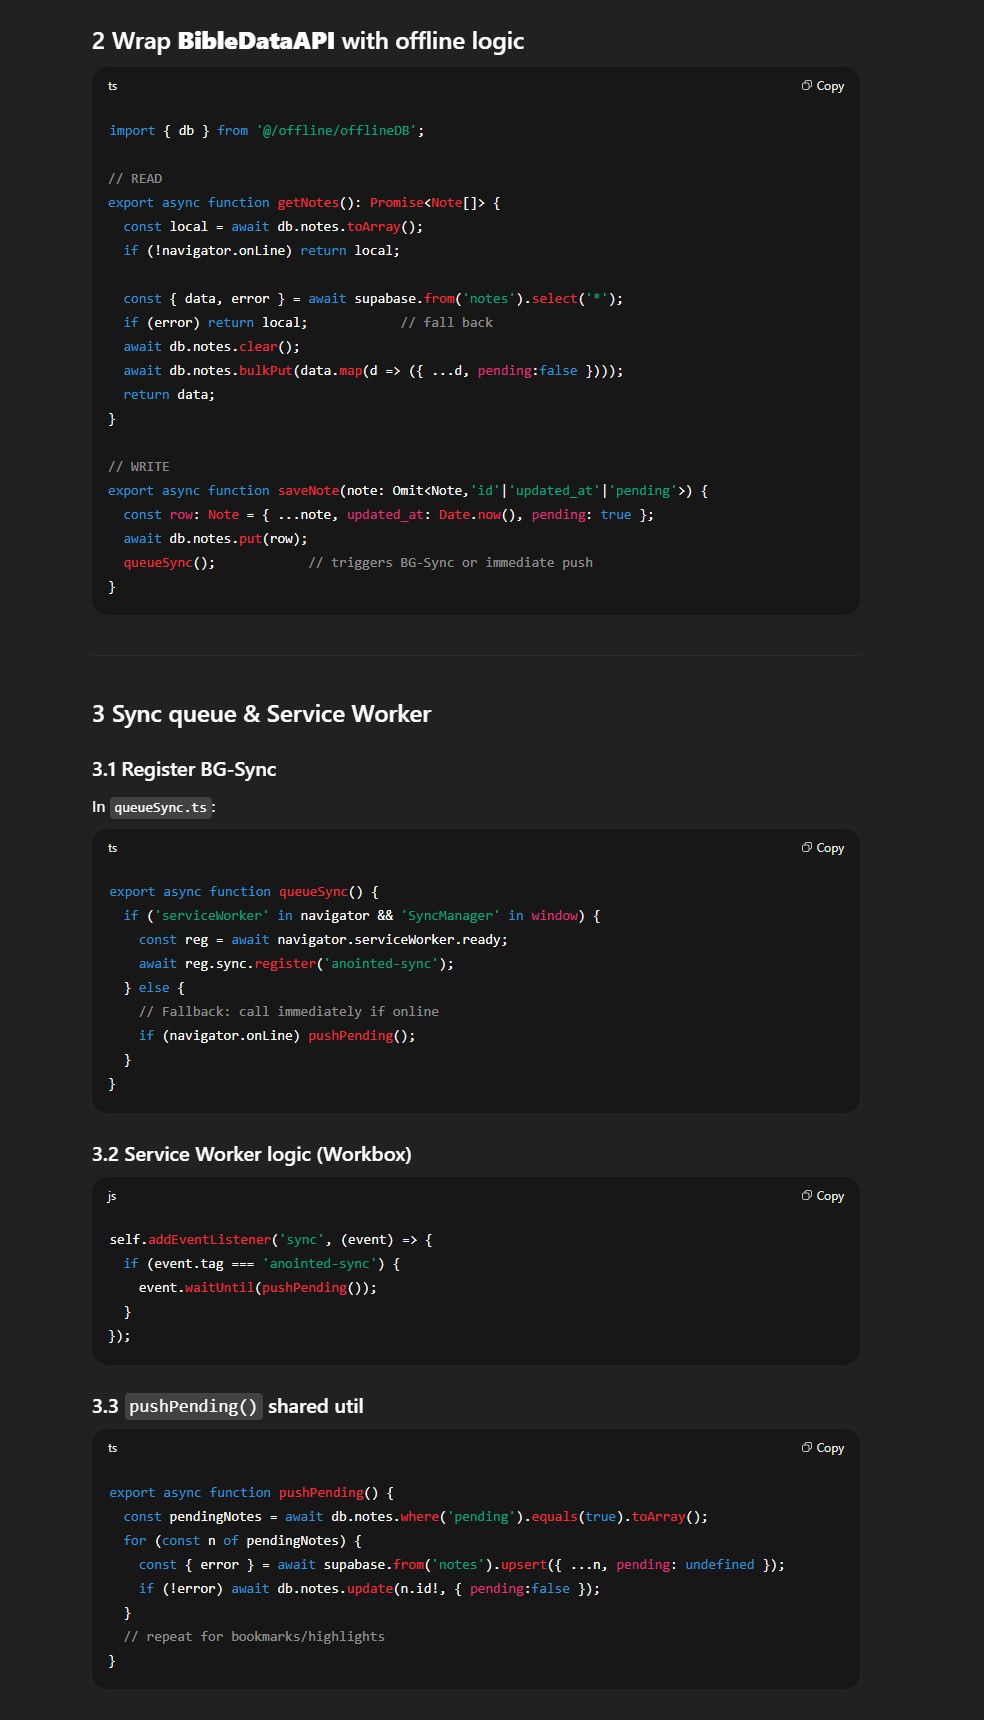 2 Wrap BibleDataAPI with offline logic
ts
Copy
import { db } from '@/offline/offlineDB';
// READ
export async function getNotes(): Promise<Note[]> {
  const local = await db.notes.toArray();
  if (!navigator.onLine) return local;
  const { data, error } = await supabase.from('notes').select('*');
  if (error) return local;            // fall back
  await db.notes.clear();
  await db.notes.bulkPut(data.map(d => ({ ...d, pending:false })));
  return data;
}
// WRITE
export async function saveNote(note: Omit<Note,'id'|'updated_at'|'pending'>) {
  const row: Note = { ...note, updated_at: Date.now(), pending: true };
  await db.notes.put(row);
  queueSync();            // triggers BG-Sync or immediate push
}
3 Sync queue & Service Worker
3.1 Register BG-Sync
In queueSync.ts:
ts
Copy
export async function queueSync() {
  if ('serviceWorker' in navigator && 'SyncManager' in window) {
    const reg = await navigator.serviceWorker.ready;
    await reg.sync.register('anointed-sync');
  } else {
    // Fallback: call immediately if online
    if (navigator.onLine) pushPending();
  }
}
3.2 Service Worker logic (Workbox)
js
Copy
self.addEventListener('sync', (event) => {
  if (event.tag === 'anointed-sync') {
    event.waitUntil(pushPending());
  }
});
3.3 pushPending() shared util
ts
Copy
export async function pushPending() {
  const pendingNotes = await db.notes.where('pending').equals(true).toArray();
  for (const n of pendingNotes) {
    const { error } = await supabase.from('notes').upsert({ ...n, pending: undefined });
    if (!error) await db.notes.update(n.id!, { pending:false });
  }
  // repeat for bookmarks/highlights
}